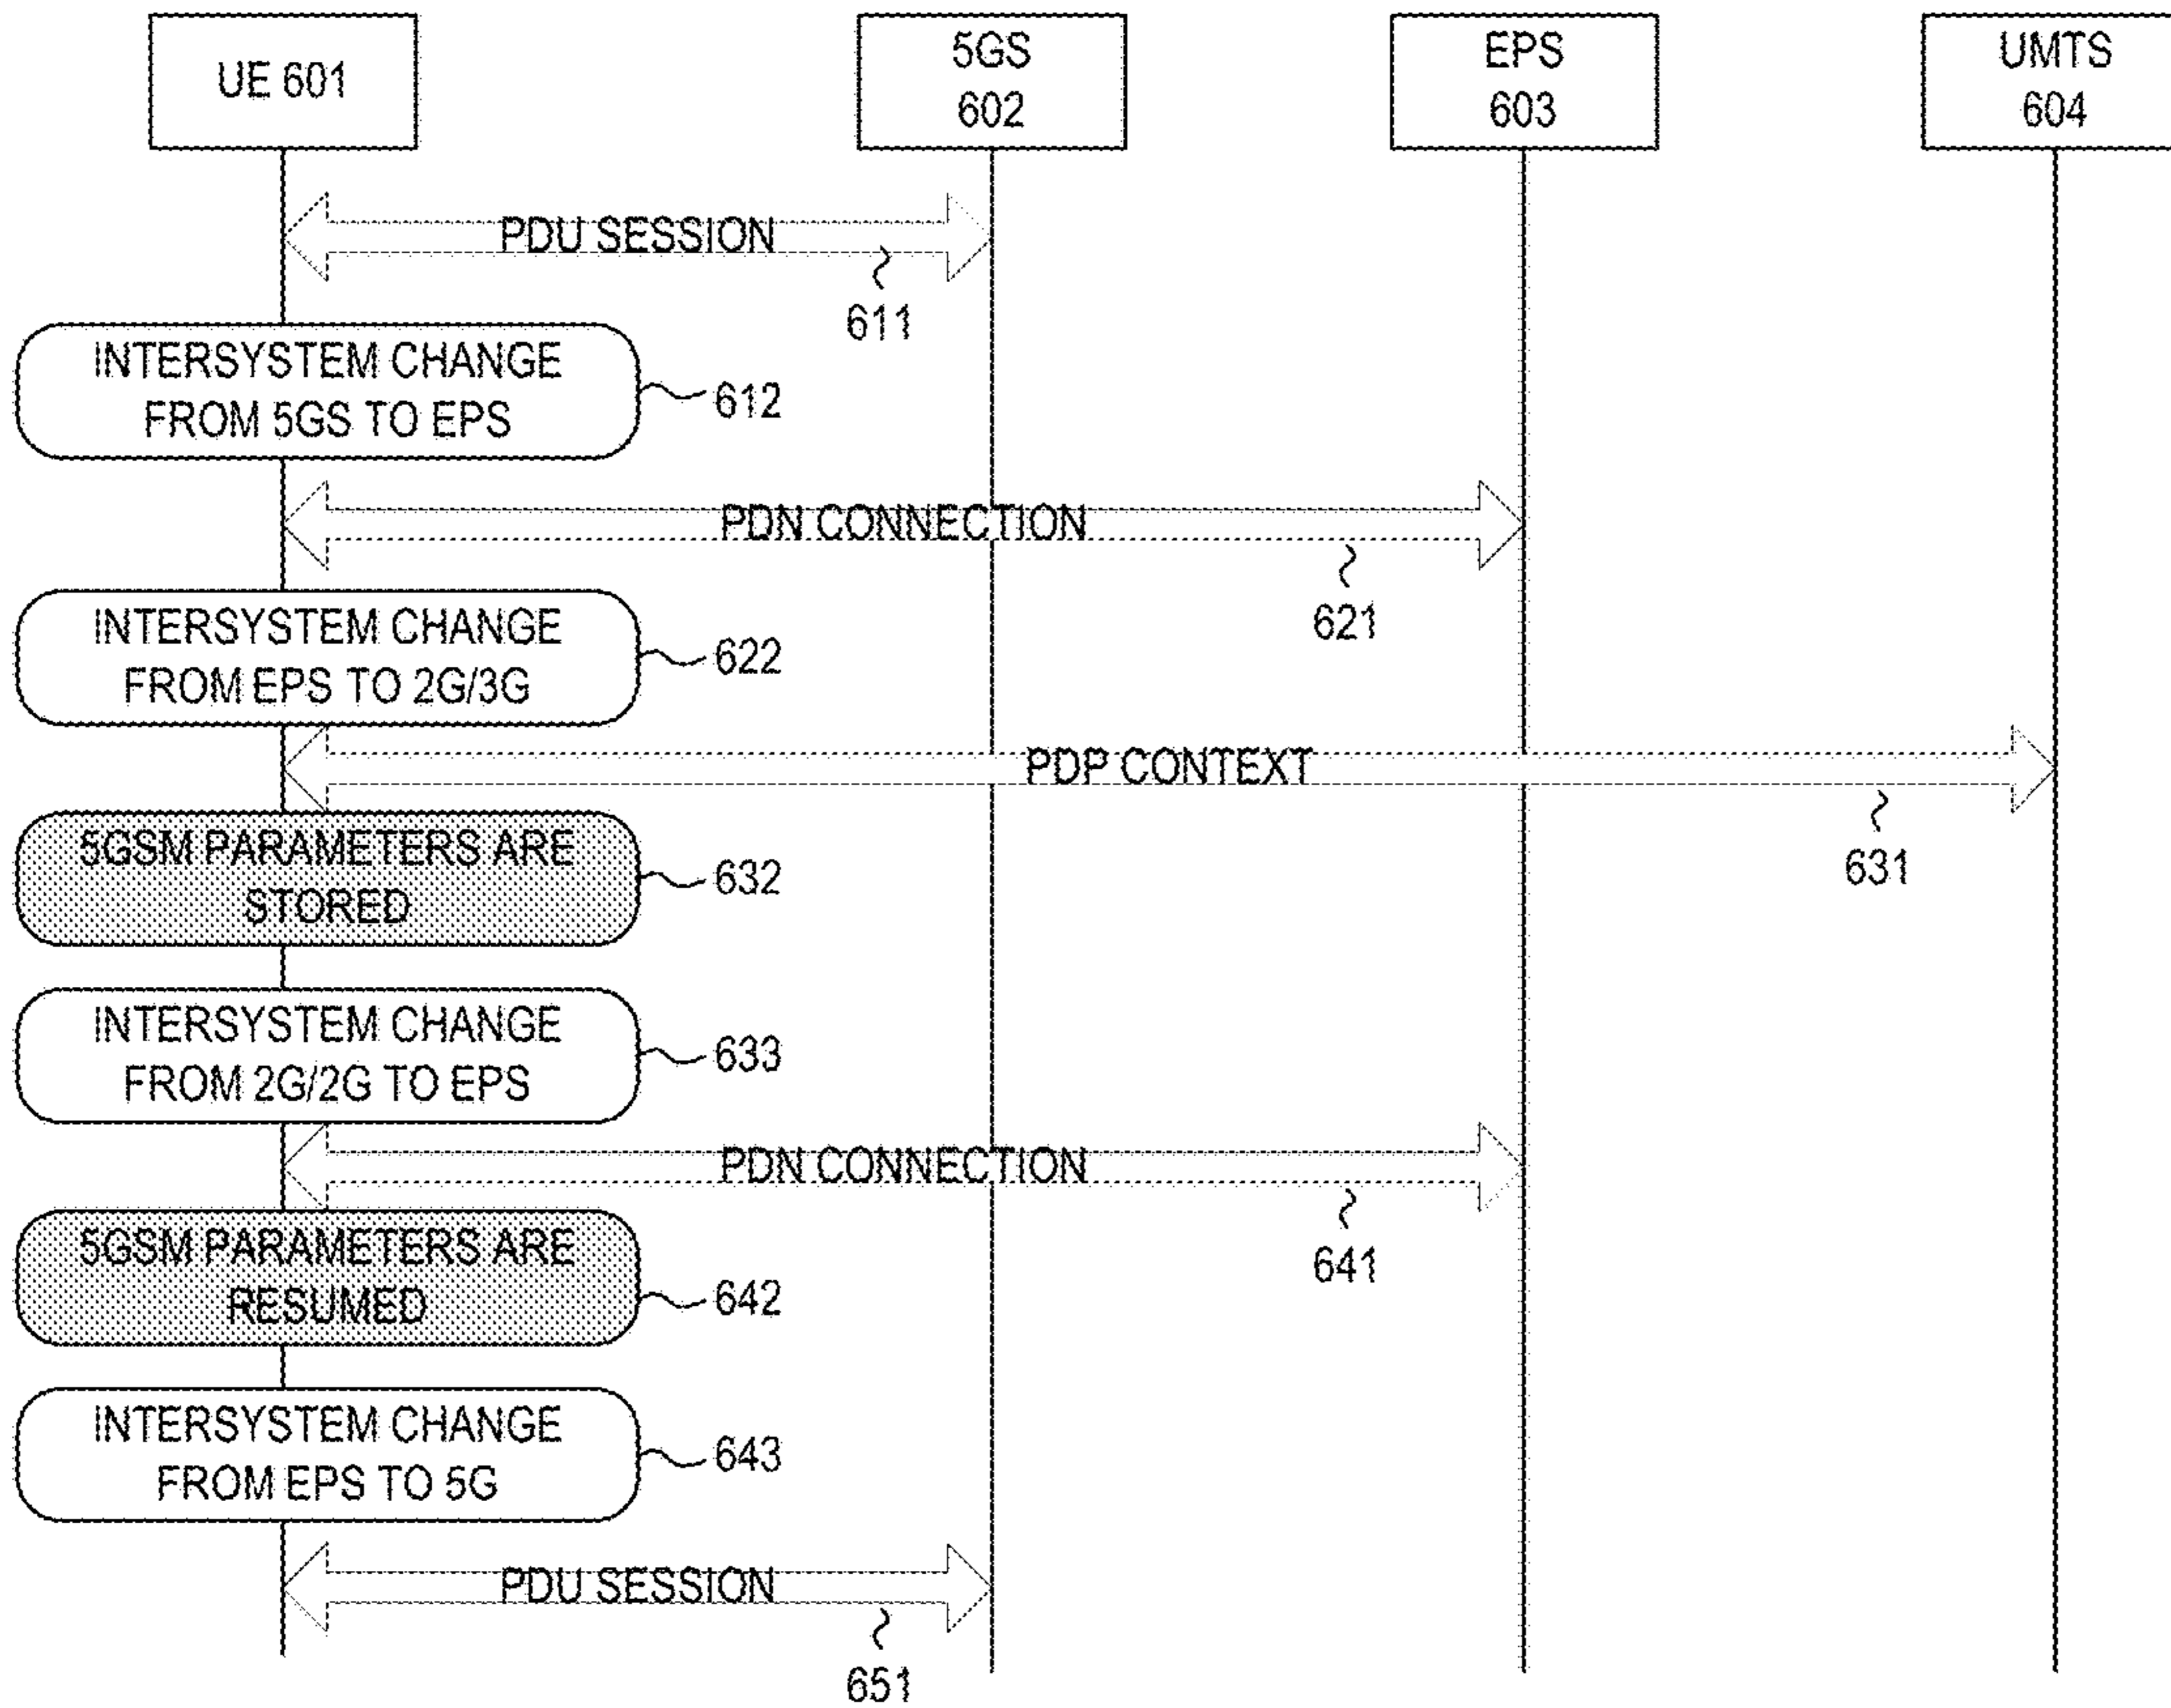 UE 601
5GS
602
EPS
603
UMTS
604
PDU SESSION
611
INTERSYSTEM CHANGE
FROM 5GS TO EPS
612
PDN CONNECTION
621
INTERSYSTEM CHANGE
FROM EPS TO 2G/3G
622
PDP CONTEXT
631
5GSM PARAMETERS ARE
STORED
632
INTERSYSTEM CHANGE
FROM 2G/2G TO EPS
633
PDN CONNECTION
641
5GSM PARAMETERS ARE
RESUMED
642
INTERSYSTEM CHANGE
FROM EPS TO 5G
643
PDU SESSION
651